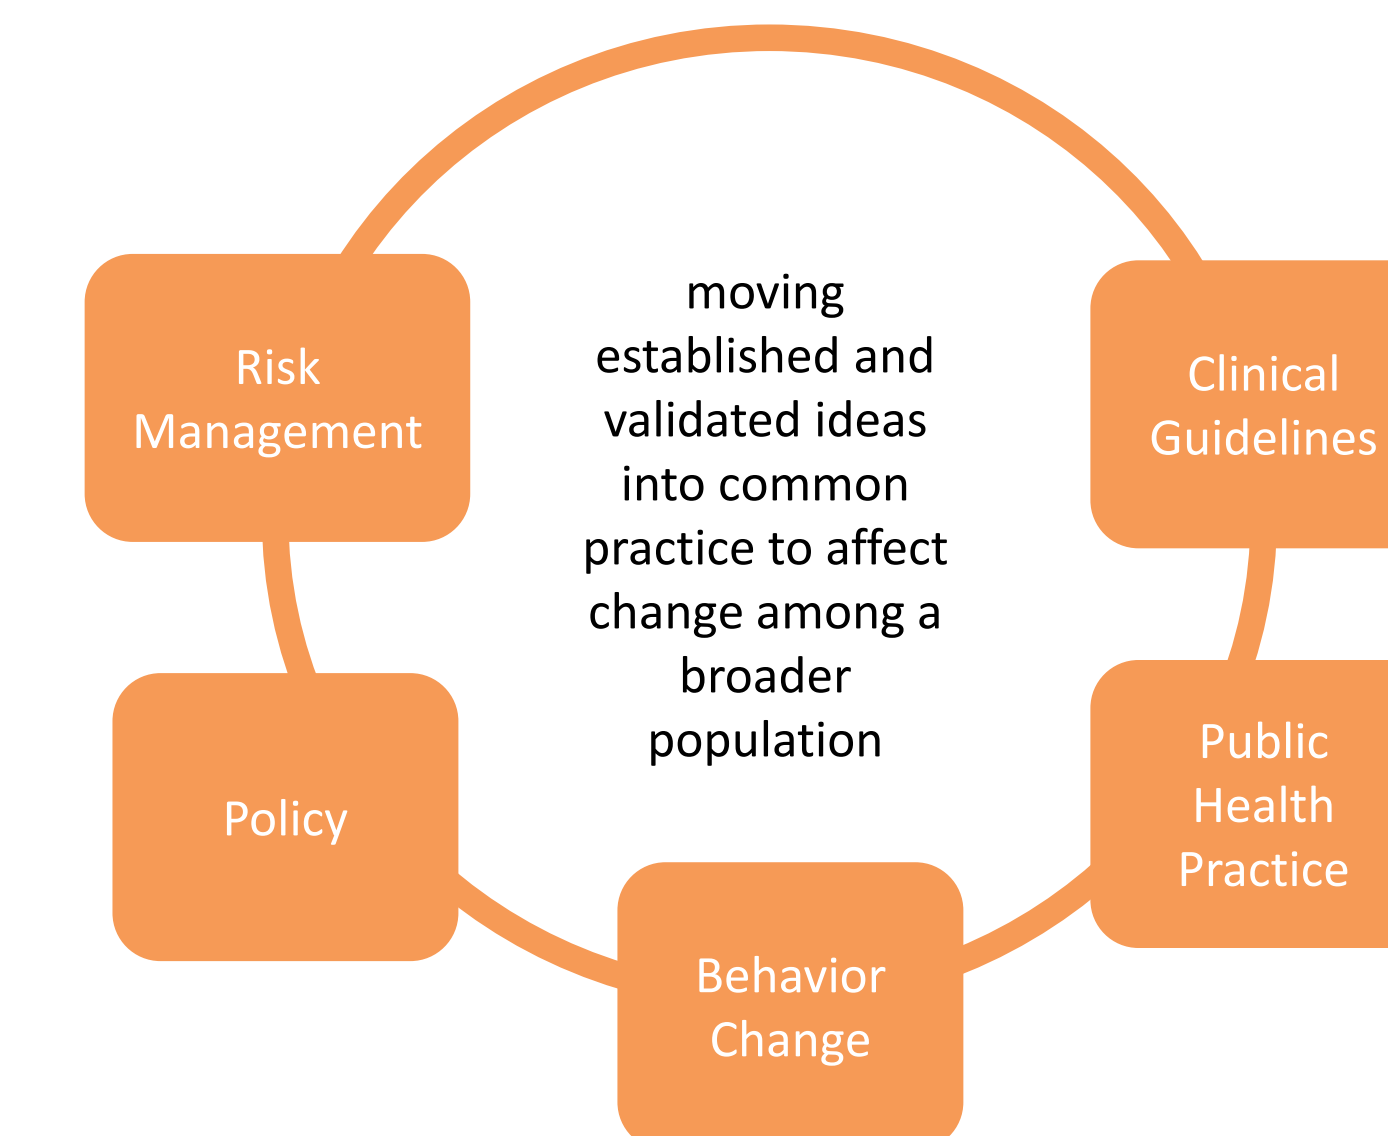 Risk
Management
moving
established and
validated ideas
into common
practice to affect
change among a
broader
population
Clinical
Guidelines
Policy
Public
Health
Practice
Behavior
Change